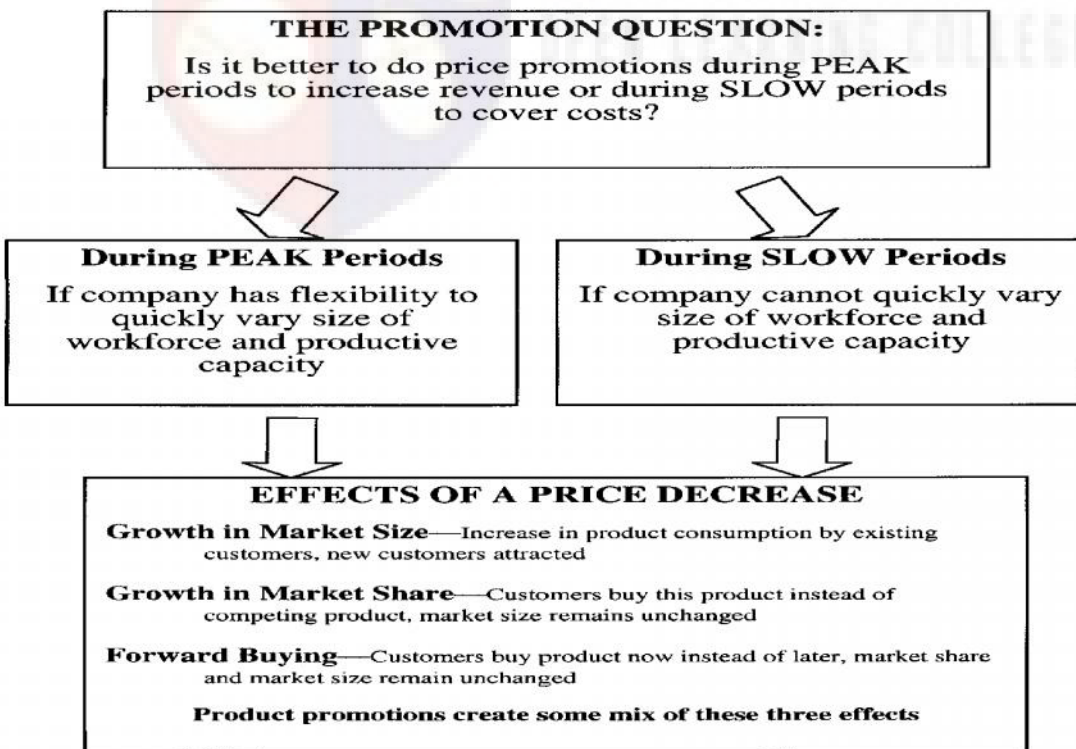 THE PROMOTION QUESTION:
Is it better to do price promotions during PEAK
periods to increase revenue or during SLOW periods
to cover costs?
During PEAK Periods
If company has flexibility to
quickly vary size of
workforce and productive
capacity
During SLOW Periods
If company cannot quickly vary
size of workforce and
productive capacity
EFFECTS OF A PRICE DECREASE
Growth in Market Size—Increase in product consumption by existing
customers, new customers attracted
Growth in Market Share—Customers buy this product instead of
competing product, market size remains unchanged
Forward Buying—Customers buy product now instead of later, market share
and market size remain unchanged
Product promotions create some mix of these three effects